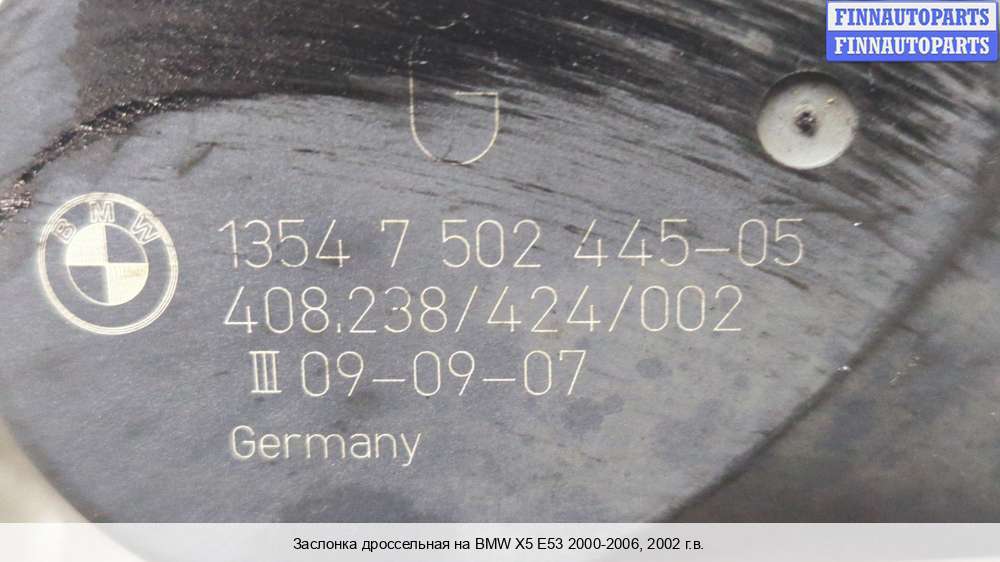 FINNAUTOPARTS
FINNAUTOPARTS
BMW
1354 7 502 445-05
408.238/424/002
III 09-09-07
Germany
Заслонка дроссельная на BMW X5 E53 2000-2006, 2002 г.в.